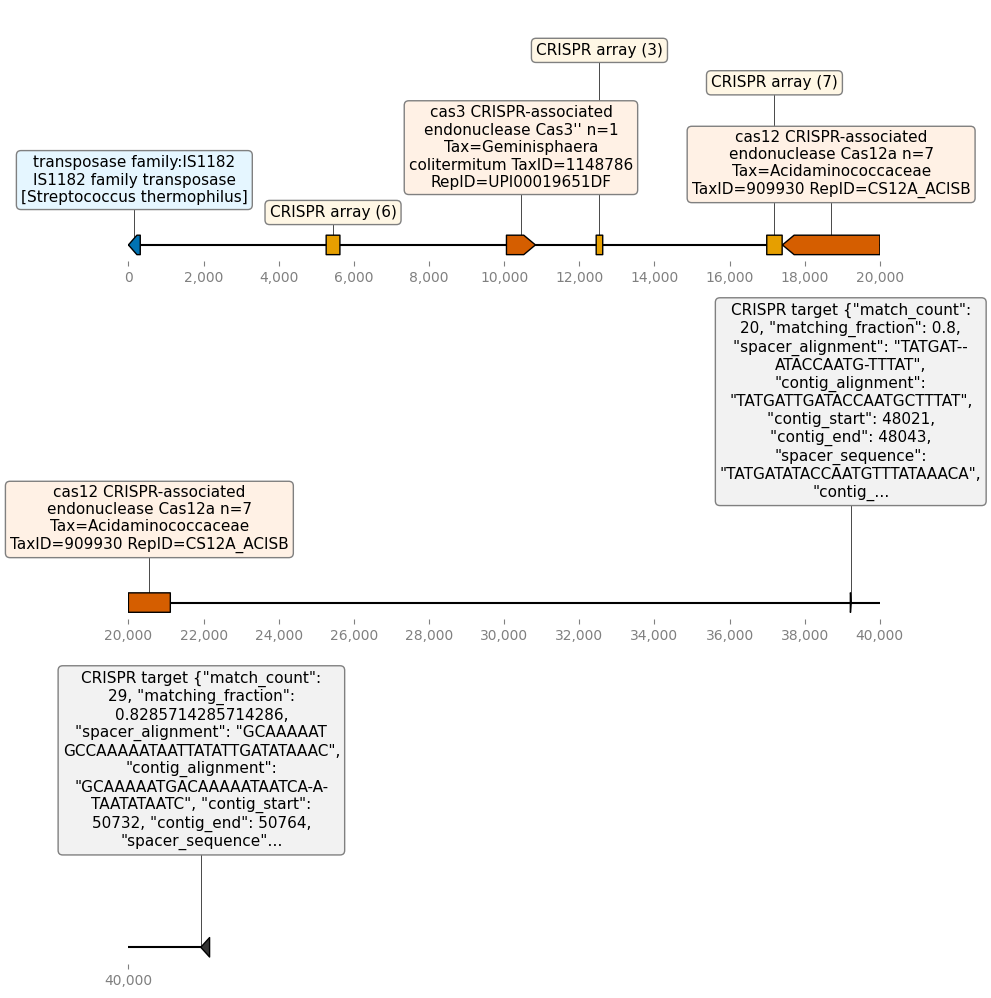 CRISPR array (3)
CRISPR array (7)
cas3 CRISPR-associated
endonuclease Cas3'' n=1
Tax=Geminisphaera
colitermitum TaxID=1148786
RepID=UPI00019651DF
cas12 CRISPR-associated
endonuclease Cas12a n=7
Tax=Acidaminococcaceae
TaxID=909930 RepID=CS12A_ACISB
transposase family:IS1182
IS1182 family transposase
[Streptococcus thermophilus]
CRISPR array (6)
0 2,000 4,000 6,000 8,000 10,000 12,000 14,000 16,000 18,000 20,000
CRISPR target {"match_count":
20, "matching_fraction": 0.8,
"spacer_alignment": "TATGAT--
ATACCAATG-TTTAT",
"contig_alignment":
"TATGATTGATACCAATGCTTTAT",
"contig_start": 48021,
"contig_end": 48043,
"spacer_sequence":
"TATGATATACCAATGTTTATAAACA",
"contig_...
cas12 CRISPR-associated
endonuclease Cas12a n=7
Tax=Acidaminococcaceae
TaxID=909930 RepID=CS12A_ACISB
20,000 22,000 24,000 26,000 28,000 30,000 32,000 34,000 36,000 38,000 40,000
CRISPR target {"match_count":
29, "matching_fraction":
0.8285714285714286,
"spacer_alignment": "GCAAAAAT
GCCAAAAATAATTATATTGATATAAAC",
"contig_alignment":
"GCAAAAATGACAAAAATAATCA-A-
TAATATAATC", "contig_start":
50732, "contig_end": 50764,
"spacer_sequence"...
40,000